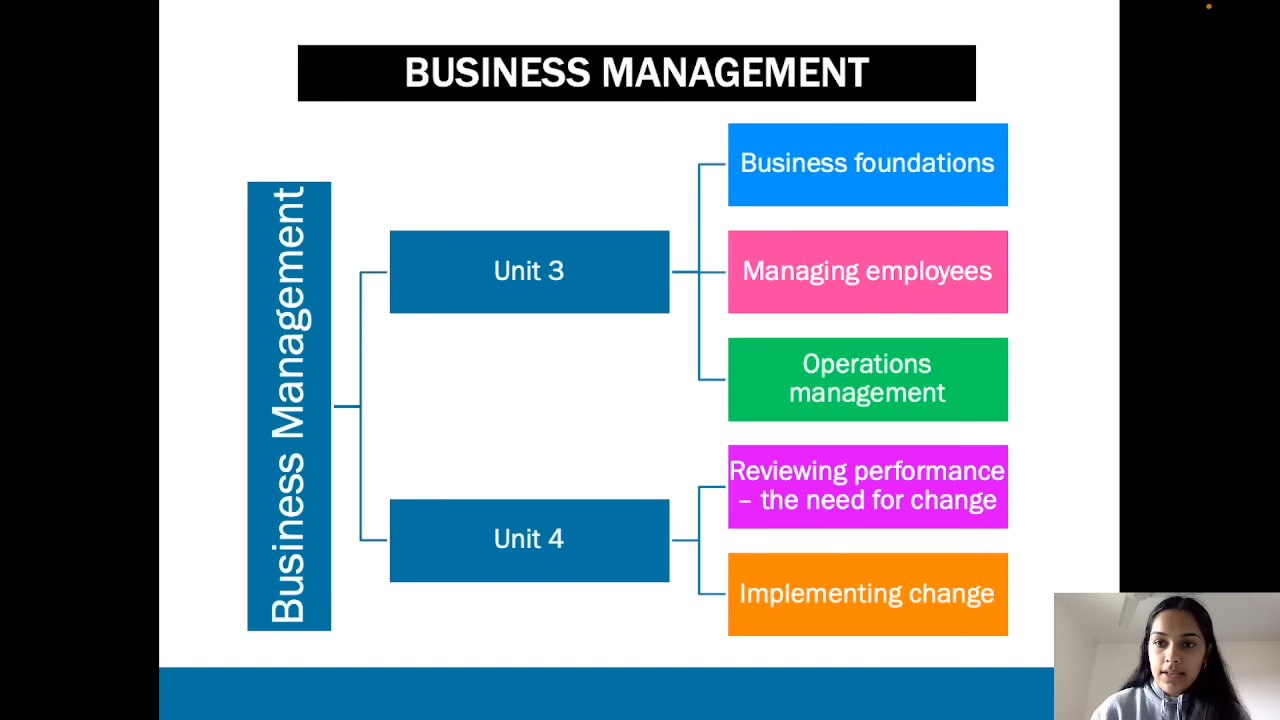 BUSINESS MANAGEMENT
Business Management
Unit 3
Business foundations
Managing employees
Operations
management
Unit 4
Reviewing performance
– the need for change
Implementing change